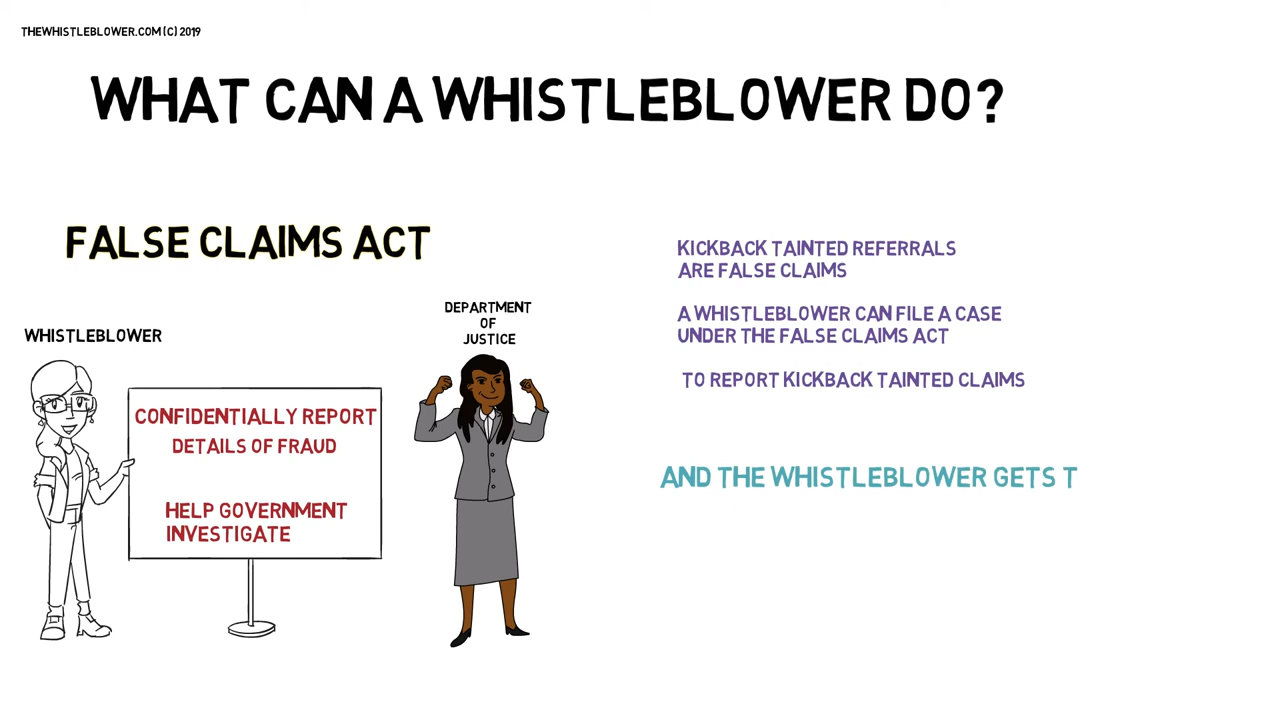 THEWHISTLEBLOWER.COM (C) 2019
WHAT CAN A WHISTLEBLOWER DO?
FALSE CLAIMS ACT
WHISTLEBLOWER
CONFIDENTIALLY REPORT
DETAILS OF FRAUD
HELP GOVERNMENT
INVESTIGATE
DEPARTMENT
OF
JUSTICE
KICKBACK TAINTED REFERRALS
ARE FALSE CLAIMS
A WHISTLEBLOWER CAN FILE A CASE
UNDER THE FALSE CLAIMS ACT
TO REPORT KICKBACK TAINTED CLAIMS
AND THE WHISTLEBLOWER GETS T